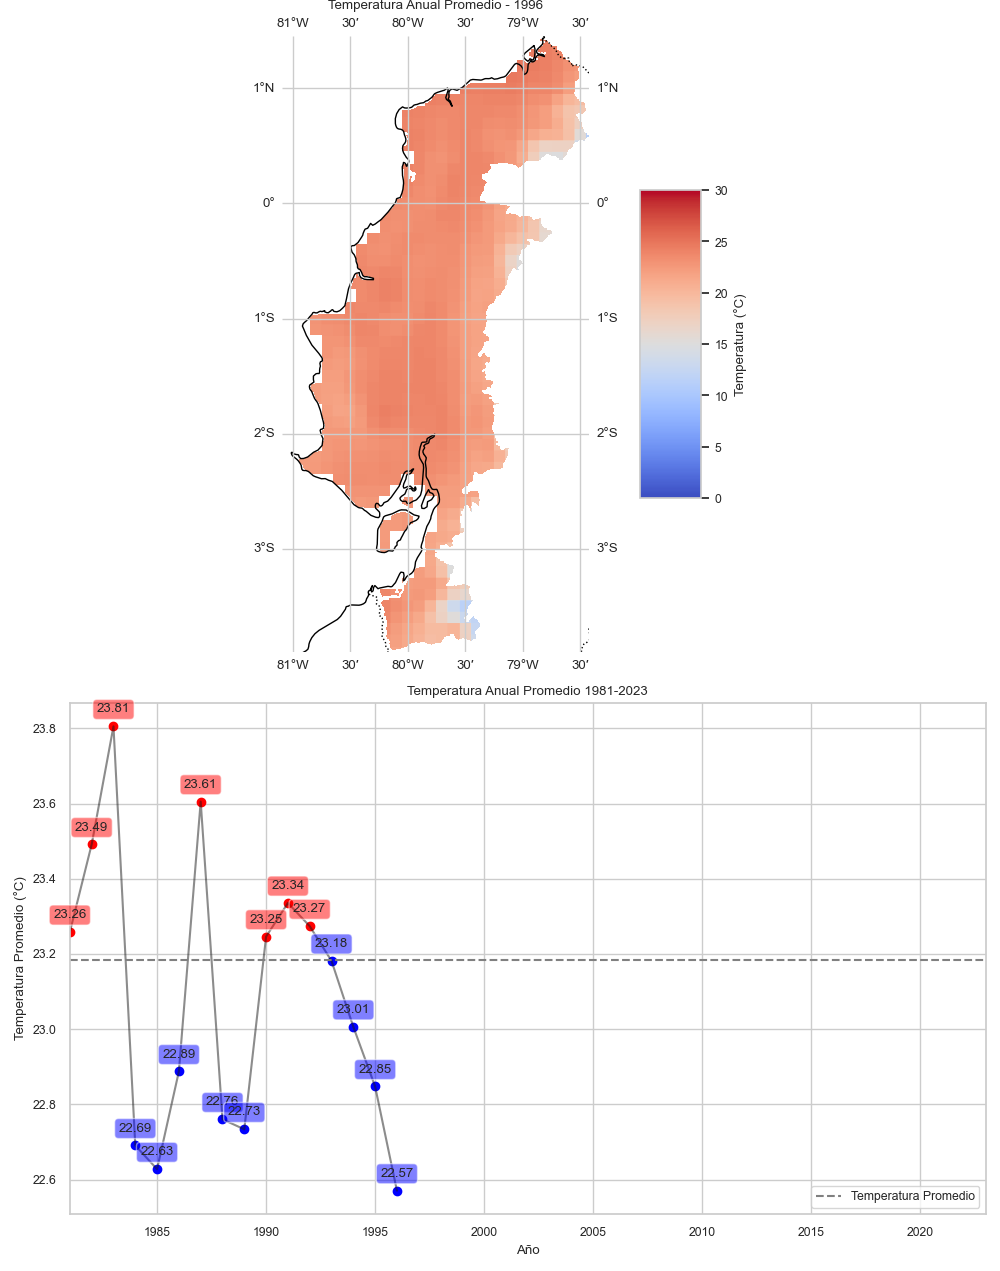 Temperatura Anual Promedio - 1996
81°W 30′ 80°W 30′ 79°W 30′
1°N 1°N
0° 0°
1°S 1°S
2°S 2°S
3°S 3°S
81°W 30′ 80°W 30′ 79°W 30′
30
25
20
15
10
5
0
Temperatura (°C)
Temperatura Anual Promedio 1981-2023
23.8
23.6
23.4
23.2
23.0
22.8
22.6
Temperatura Promedio (°C)
23.26
23.49
23.81
22.69
22.63
22.89
23.61
22.76
22.73
23.25
23.34
23.27
23.18
23.01
22.85
22.57
Temperatura Promedio
1985 1990 1995 2000 2005 2010 2015 2020
Año